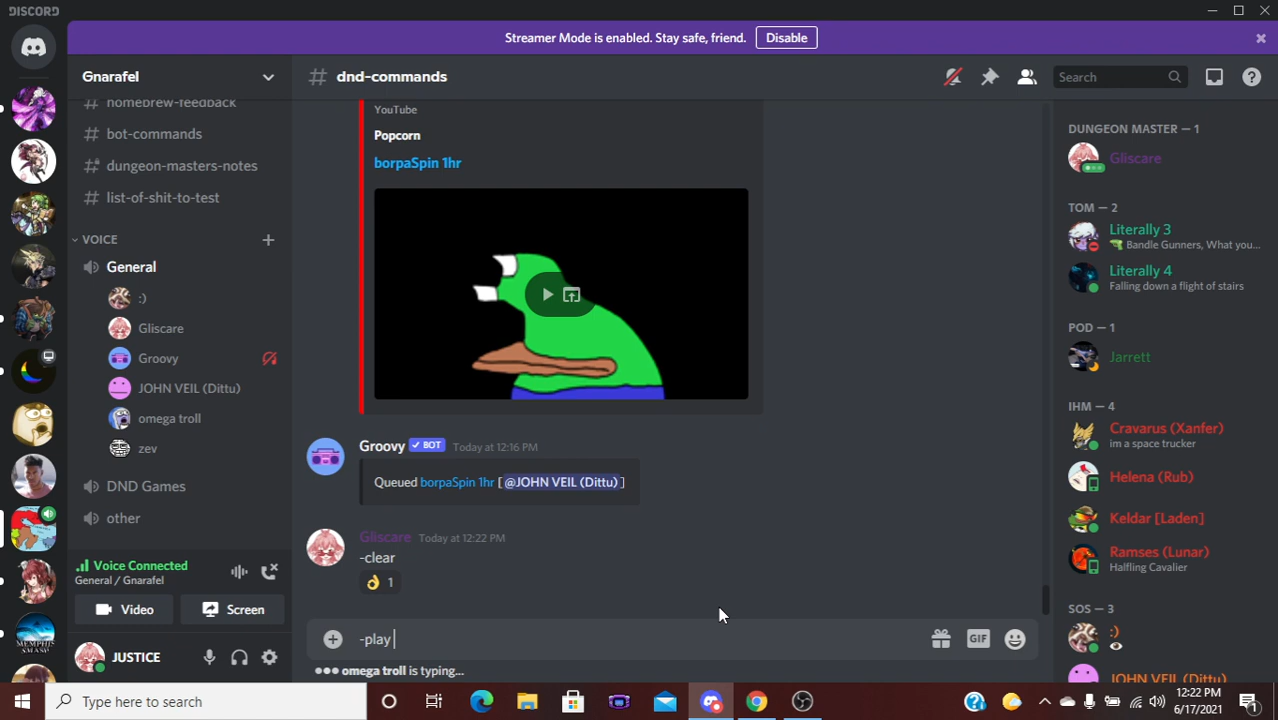 DISCORD
Streamer Mode is enabled. Stay safe, friend. Disable
Gnarafel
# dnd-commands
Search
# homebrew-feedback
# bot-commands
# dungeon-masters-notes
# list-of-shit-to-test
VOICE
General
:)
Gliscare
Groovy
JOHN VEIL (Dittu)
omega troll
zev
DND Games
other
Voice Connected
General / Gnarafel
Video
Screen
JUSTICE
YouTube
Popcorn
borpaSpin 1hr
Groovy BOT Today at 12:16 PM
Queued borpaSpin 1hr [ @JOHN VEIL (Dittu) ]
Gliscare Today at 12:22 PM
-clear
👌 1
-play
GIF
omega troll is typing...
DUNGEON MASTER — 1
Gliscare
TOM — 2
Literally 3
Bandle Gunners, What you...
Literally 4
Falling down a flight of stairs
POD — 1
Jarrett
IHM — 4
Cravarus (Xanfer)
im a space trucker
Helena (Rub)
Keldar [Laden]
Ramses (Lunar)
Halfling Cavalier
SOS — 3
:)
JOHN VEIL (Dittu)
MEMPHIS
SMASH
Type here to search
12:22 PM
6/17/2021
1